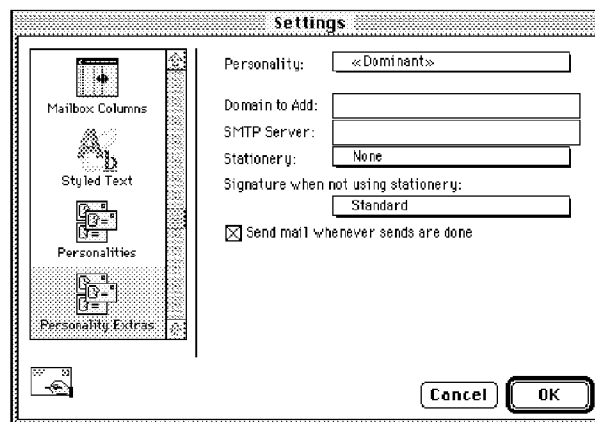 Settings
Mailbox Columns
Styled Text
Personalities
Personality Extras
Personality: «Dominant»
Domain to Add:
SMTP Server:
Stationery: None
Signature when not using stationery:
Standard
Send mail whenever sends are done
Cancel OK